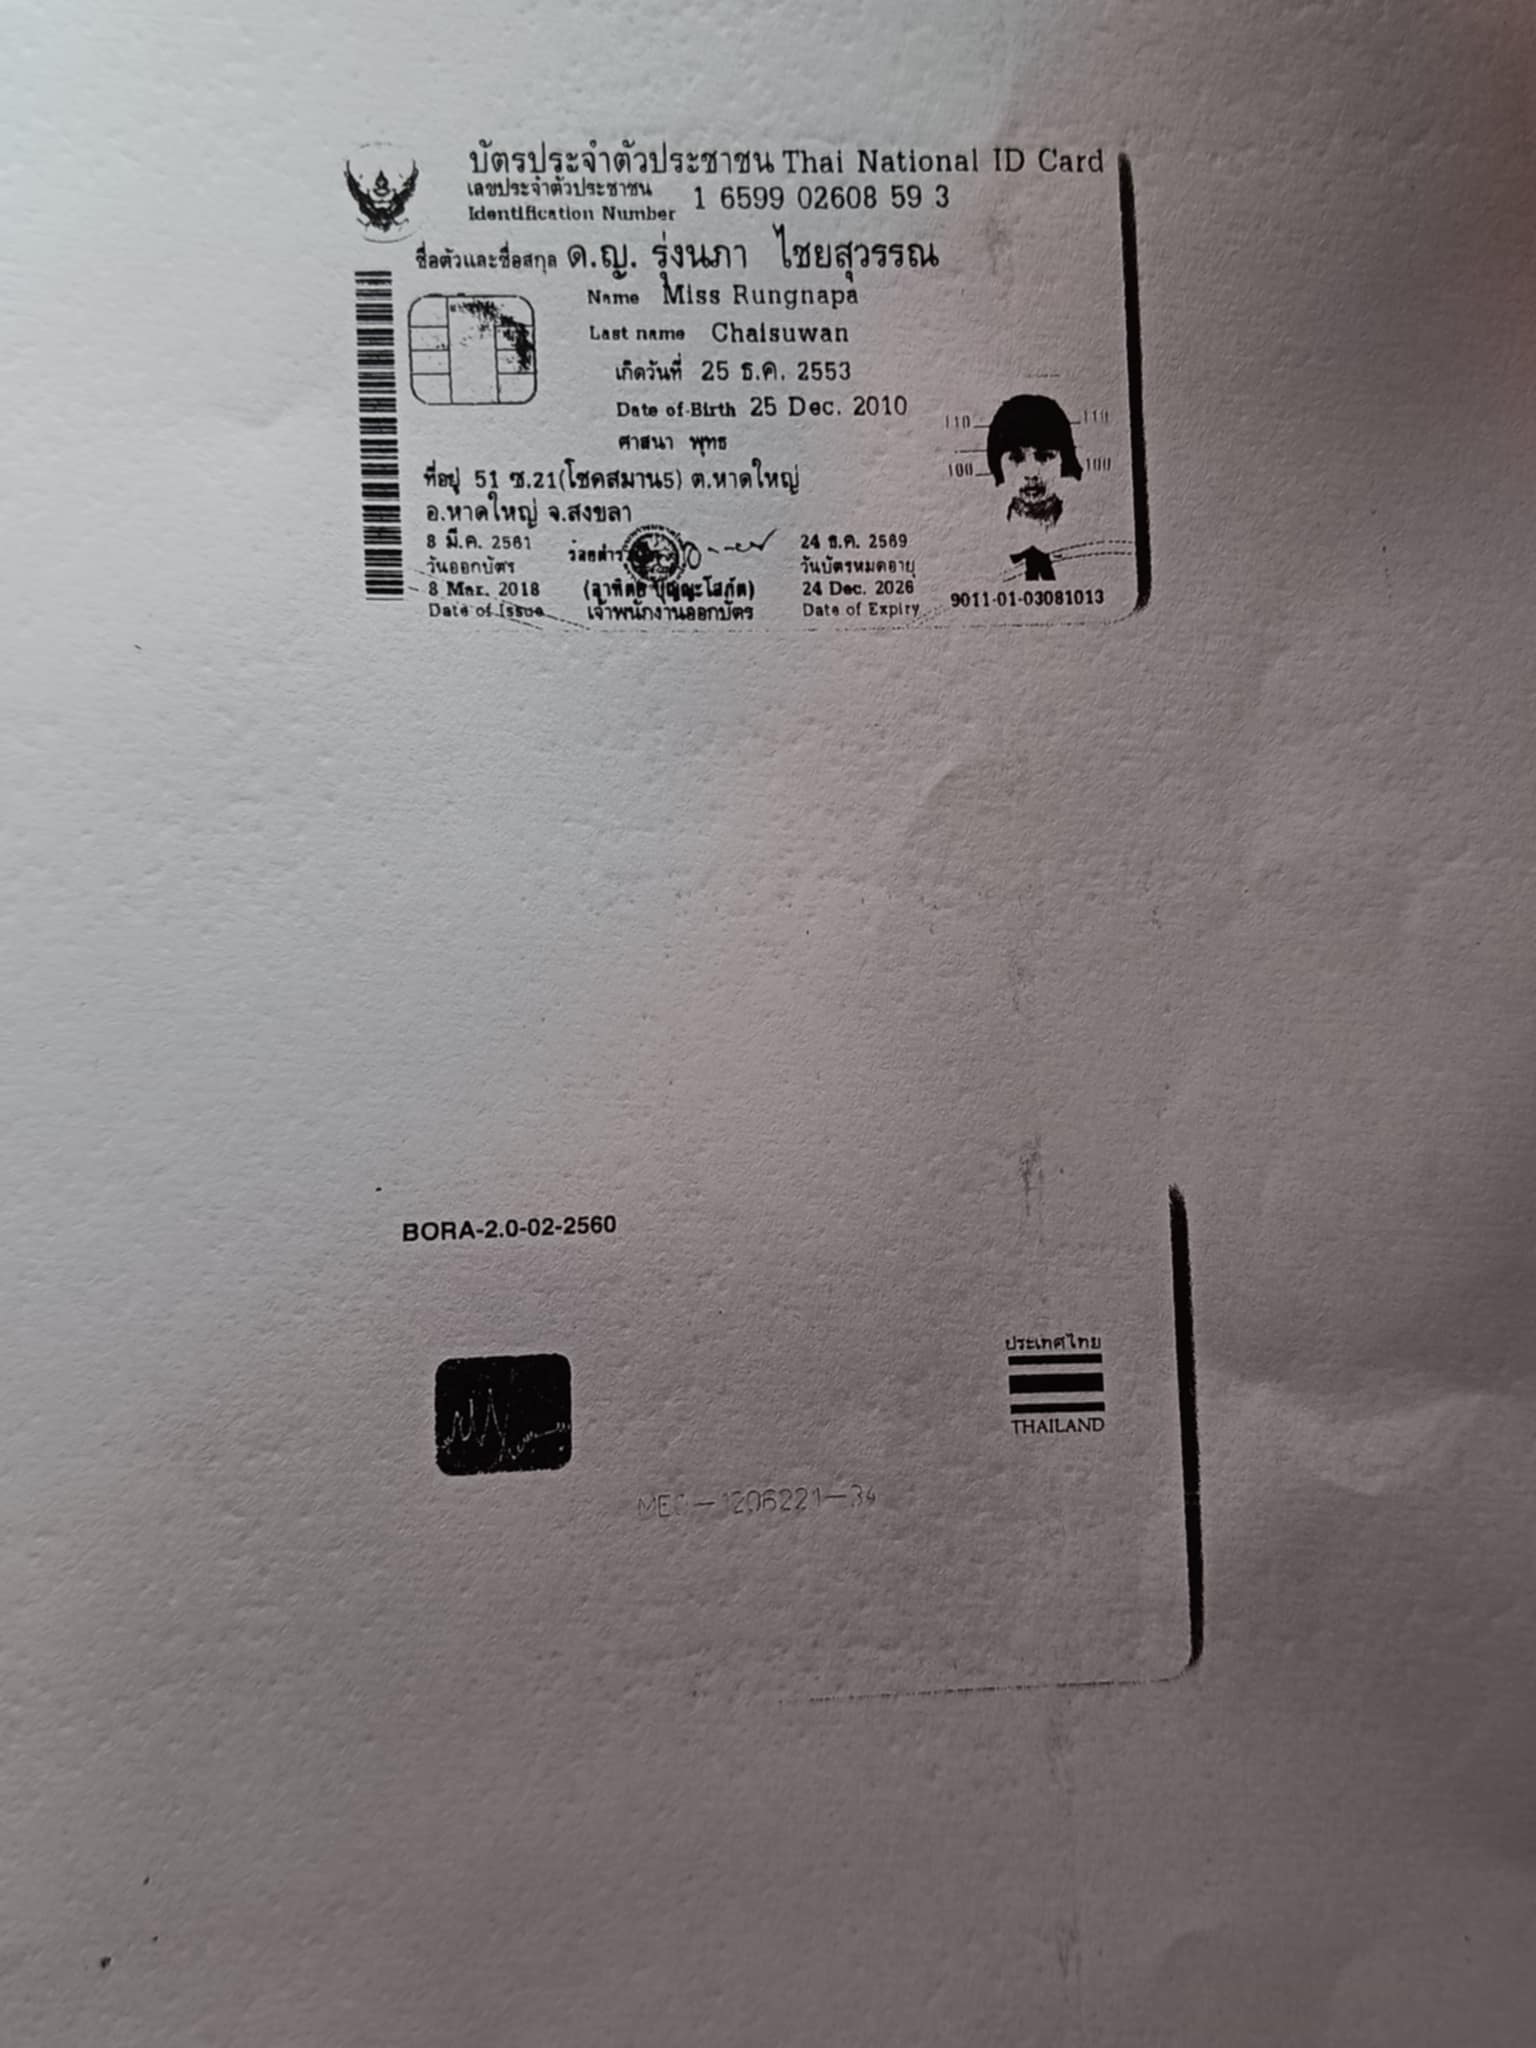 บัตรประจำตัวประชาชน Thai National ID Card
เลขประจำตัวประชาชน
Identification Number 1 6599 02608 59 3
ชื่อตัวและชื่อสกุล ด.ญ. รุ่งนภา ไชยสุวรรณ
Name Miss Rungnapa
Last name Chaisuwan
เกิดวันที่ 25 ธ.ค. 2553
Date of Birth 25 Dec. 2010
ศาสนา พุทธ
ที่อยู่ 51 ซ.21(โชคสมาน5) ต.หาดใหญ่
อ.หาดใหญ่ จ.สงขลา
110 110
100 100
8 มี.ค. 2561
วันออกบัตร
8 Mar. 2018
Date of Issue
เจ้าพนักงานออกบัตร
24 ธ.ค. 2569
วันบัตรหมดอายุ
24 Dec. 2026
Date of Expiry
9011-01-03081013
BORA-2.0-02-2560
ประเทศไทย
THAILAND
1206221-34